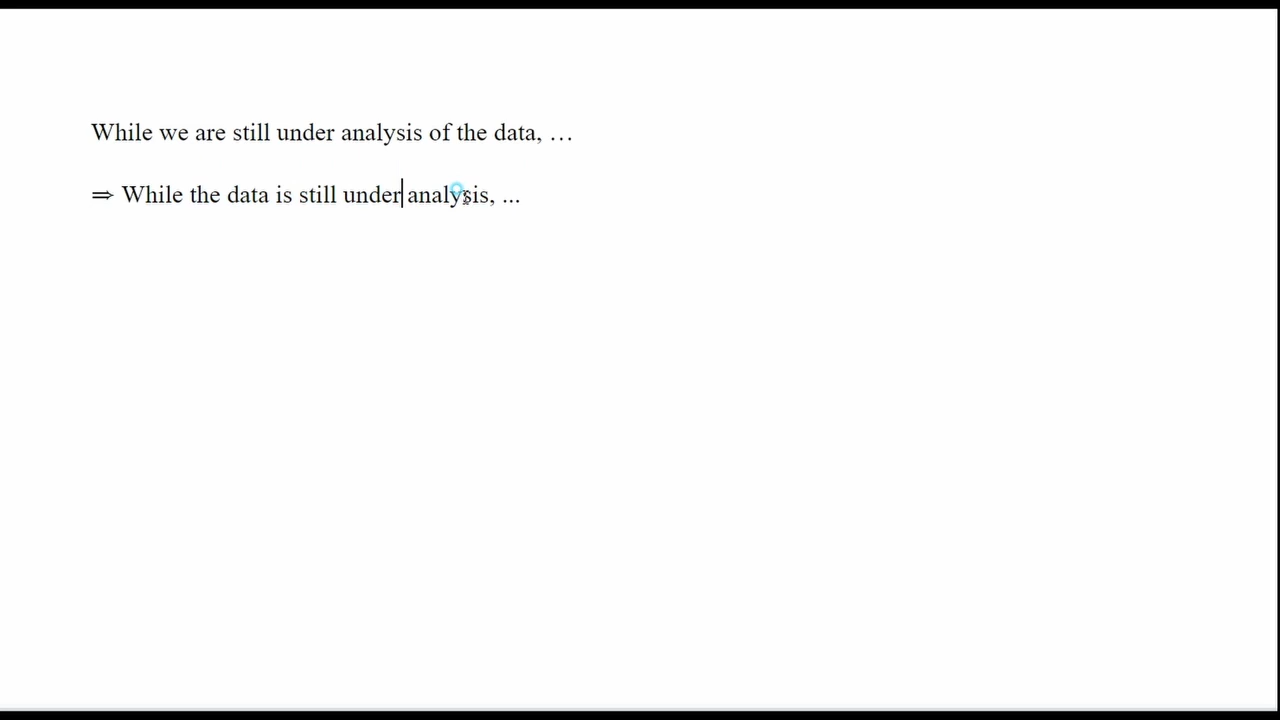 While we are still under analysis of the data, …
⇒ While the data is still under analysis, ...